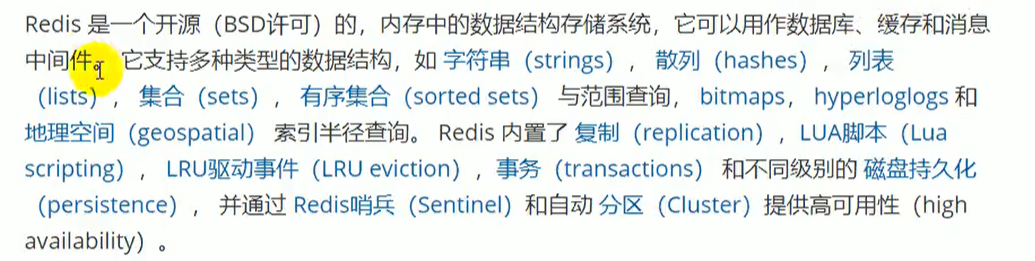 Redis 是一个开源（BSD许可）的，内存中的数据结构存储系统，它可以用作数据库、缓存和消息
中间件。它支持多种类型的数据结构，如 字符串（strings）， 散列（hashes）， 列表
（lists）， 集合（sets）， 有序集合（sorted sets） 与范围查询， bitmaps， hyperloglogs 和
地理空间（geospatial） 索引半径查询。 Redis 内置了 复制（replication）， LUA脚本（Lua
scripting）， LRU驱动事件（LRU eviction），事务（transactions） 和不同级别的 磁盘持久化
（persistence）， 并通过 Redis哨兵（Sentinel）和自动 分区（Cluster）提供高可用性（high
availability）。